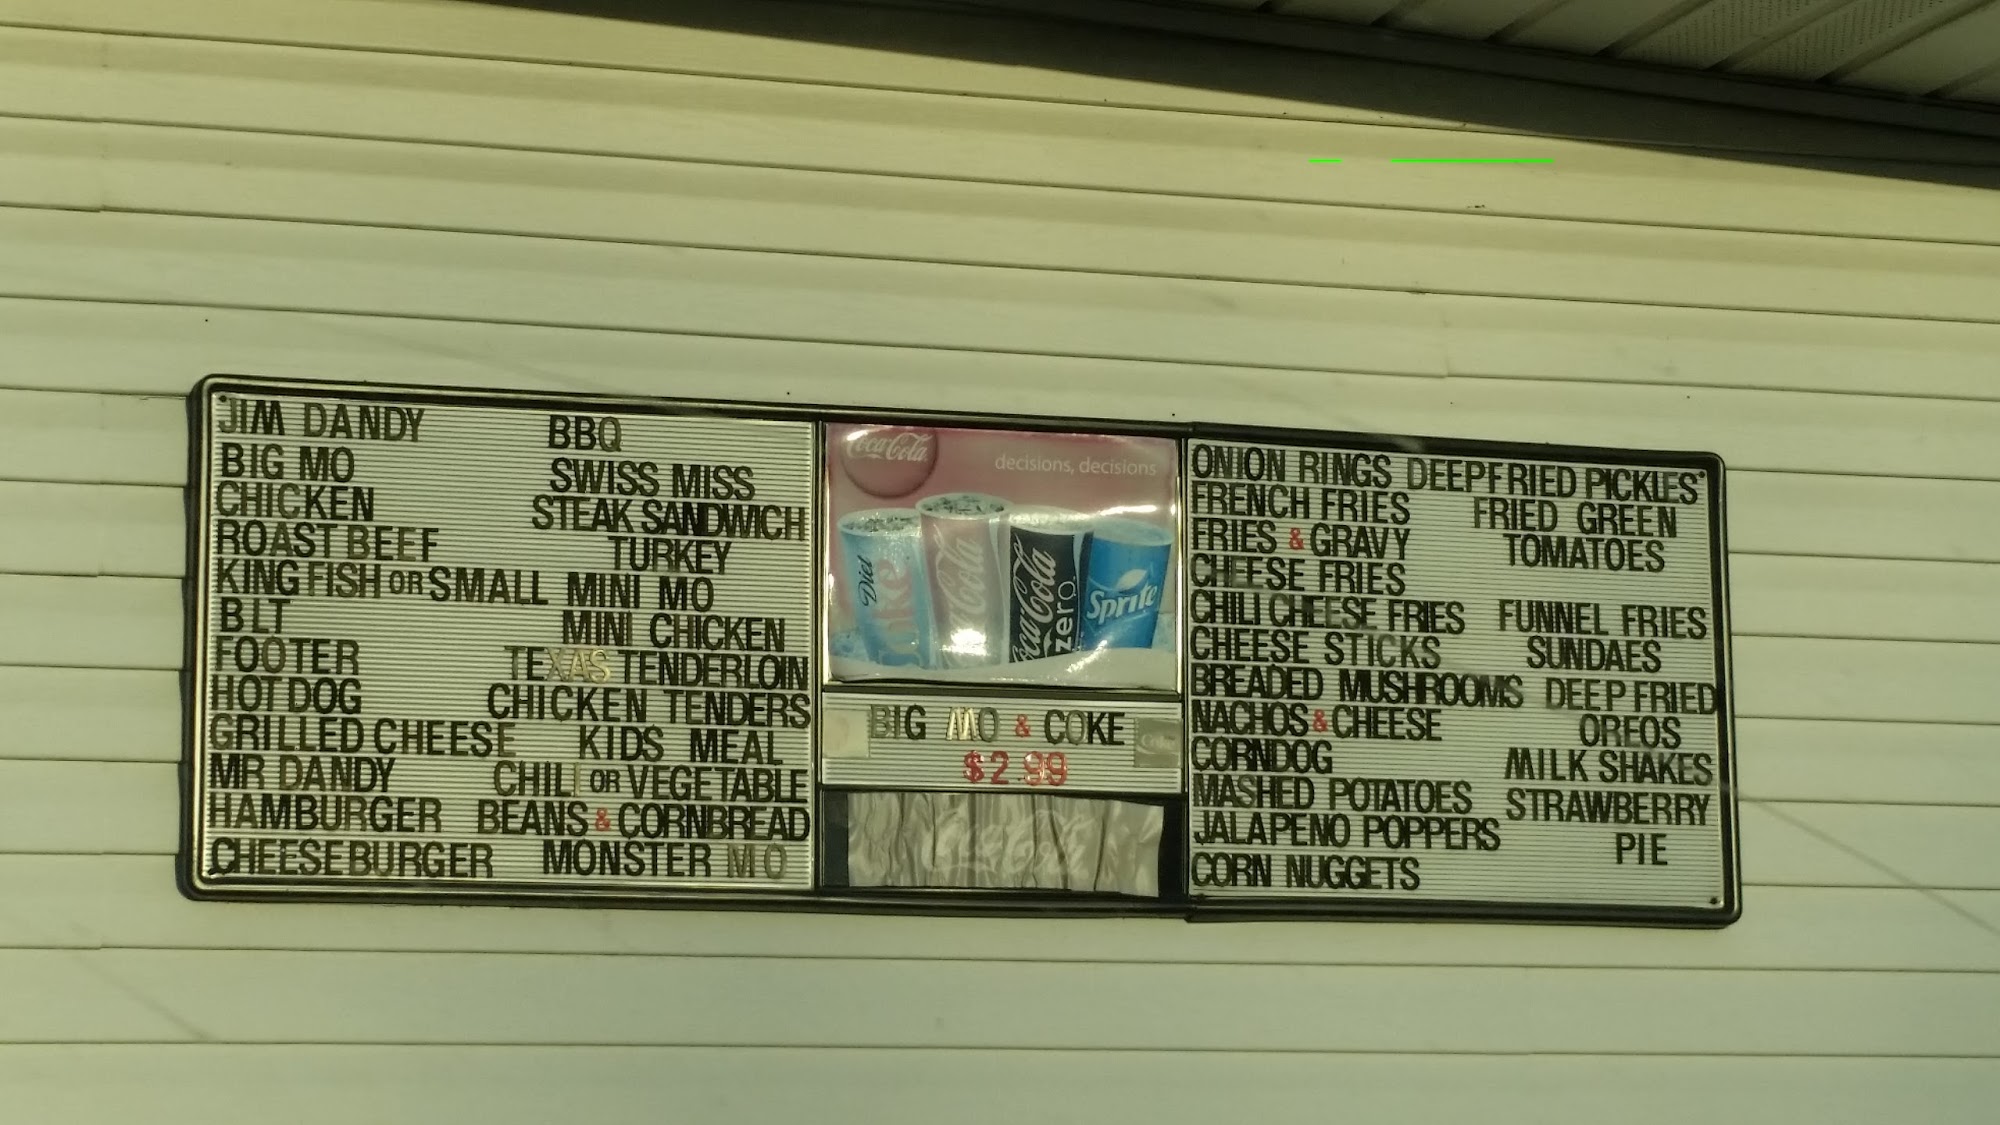 JIM DANDY
BIG MO
CHICKEN
ROAST BEEF
KING FISH OR SMALL
BLT
FOOTER
HOT DOG
GRILLED CHEESE
MR DANDY
HAMBURGER
CHEESEBURGER
BBQ
SWISS MISS
STEAK SANDWICH
TURKEY
MINI MO
MINI CHICKEN
TEXAS TENDERLOIN
CHICKEN TENDERS
KIDS MEAL
CHILI OR VEGETABLE
BEANS & CORNBREAD
MONSTER MO
Coca-Cola
decisions, decisions
Diet Coke
Coca-Cola
Coca-Cola zero
Sprite
BIG MO & COKE
Coke
$2.99
Coca-Cola
ONION RINGS
FRENCH FRIES
FRIES & GRAVY
CHEESE FRIES
CHILI CHEESE FRIES
CHEESE STICKS
BREADED MUSHROOMS
NACHOS & CHEESE
CORNDOG
MASHED POTATOES
JALAPENO POPPERS
CORN NUGGETS
DEEPFRIED PICKLES
FRIED GREEN
TOMATOES
FUNNEL FRIES
SUNDAES
DEEP FRIED
OREOS
MILK SHAKES
STRAWBERRY
PIE